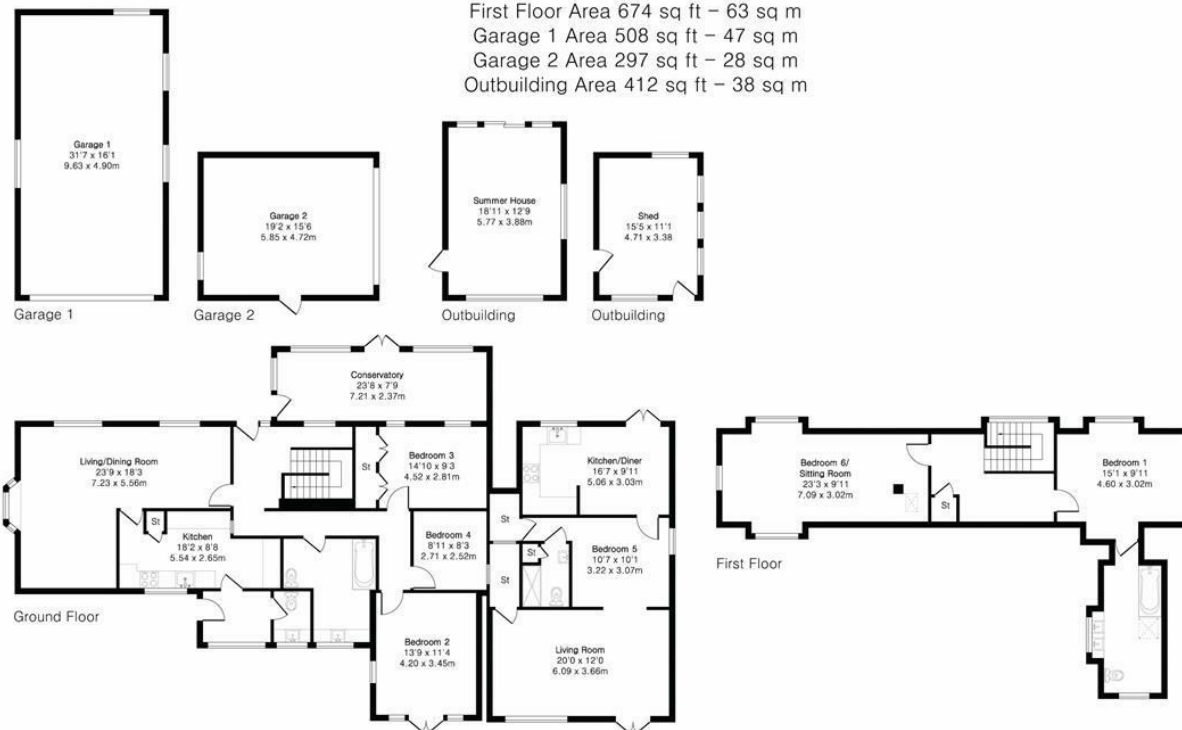 First Floor Area 674 sq ft – 63 sq m
Garage 1 Area 508 sq ft – 47 sq m
Garage 2 Area 297 sq ft – 28 sq m
Outbuilding Area 412 sq ft – 38 sq m
Garage 1
31'7 x 16'1
9.63 x 4.90m
Garage 1
Garage 2
19'2 x 15'6
5.85 x 4.72m
Garage 2
Summer House
18'11 x 12'9
5.77 x 3.88m
Outbuilding
Shed
15'5 x 11'1
4.71 x 3.38
Outbuilding
Conservatory
23'8 x 7'9
7.21 x 2.37m
Living/Dining Room
23'9 x 18'3
7.23 x 5.56m
St
Bedroom 3
14'10 x 9'3
4.52 x 2.81m
Kitchen/Diner
16'7 x 9'11
5.06 x 3.03m
St
Kitchen
18'2 x 8'8
5.54 x 2.65m
Bedroom 4
8'11 x 8'3
2.71 x 2.52m
St
St
St
Bedroom 5
10'7 x 10'1
3.22 x 3.07m
Bedroom 2
13'9 x 11'4
4.20 x 3.45m
Living Room
20'0 x 12'0
6.09 x 3.66m
Ground Floor
Bedroom 6/
Sitting Room
23'3 x 9'11
7.09 x 3.02m
St
Bedroom 1
15'1 x 9'11
4.60 x 3.02m
First Floor